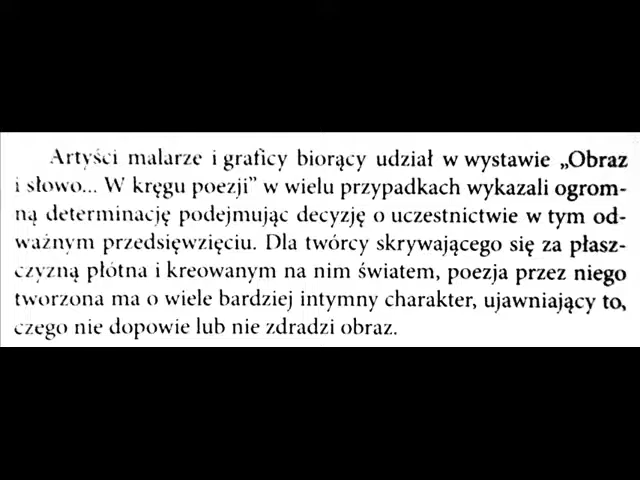 Artyści malarze i graficy biorący udział w wystawie „Obraz
i słowo... W kręgu poezji” w wielu przypadkach wykazali ogrom-
ną determinację podejmując decyzję o uczestnictwie w tym od-
ważnym przedsięwzięciu. Dla twórcy skrywającego się za płasz-
czyzną płótna i kreowanym na nim światem, poezja przez niego
tworzona ma o wiele bardziej intymny charakter, ujawniający to,
czego nie dopowie lub nie zdradzi obraz.